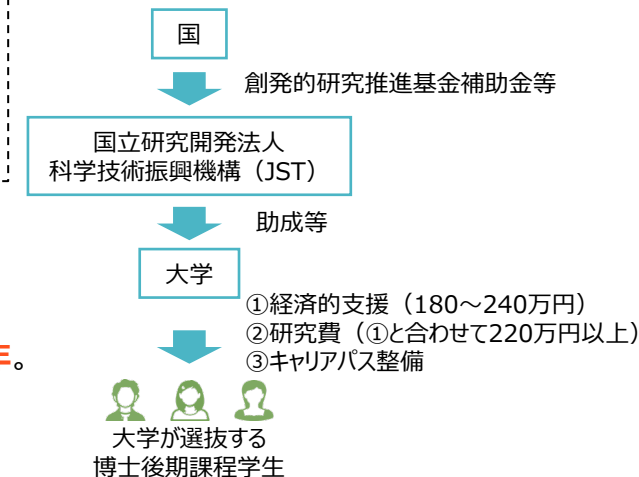 国
創発的研究推進基金補助金等
国立研究開発法人
科学技術振興機構（JST）
助成等
大学
①経済的支援（180～240万円）
②研究費（①と合わせて220万円以上）
③キャリアパス整備
。
大学が選抜する
博士後期課程学生